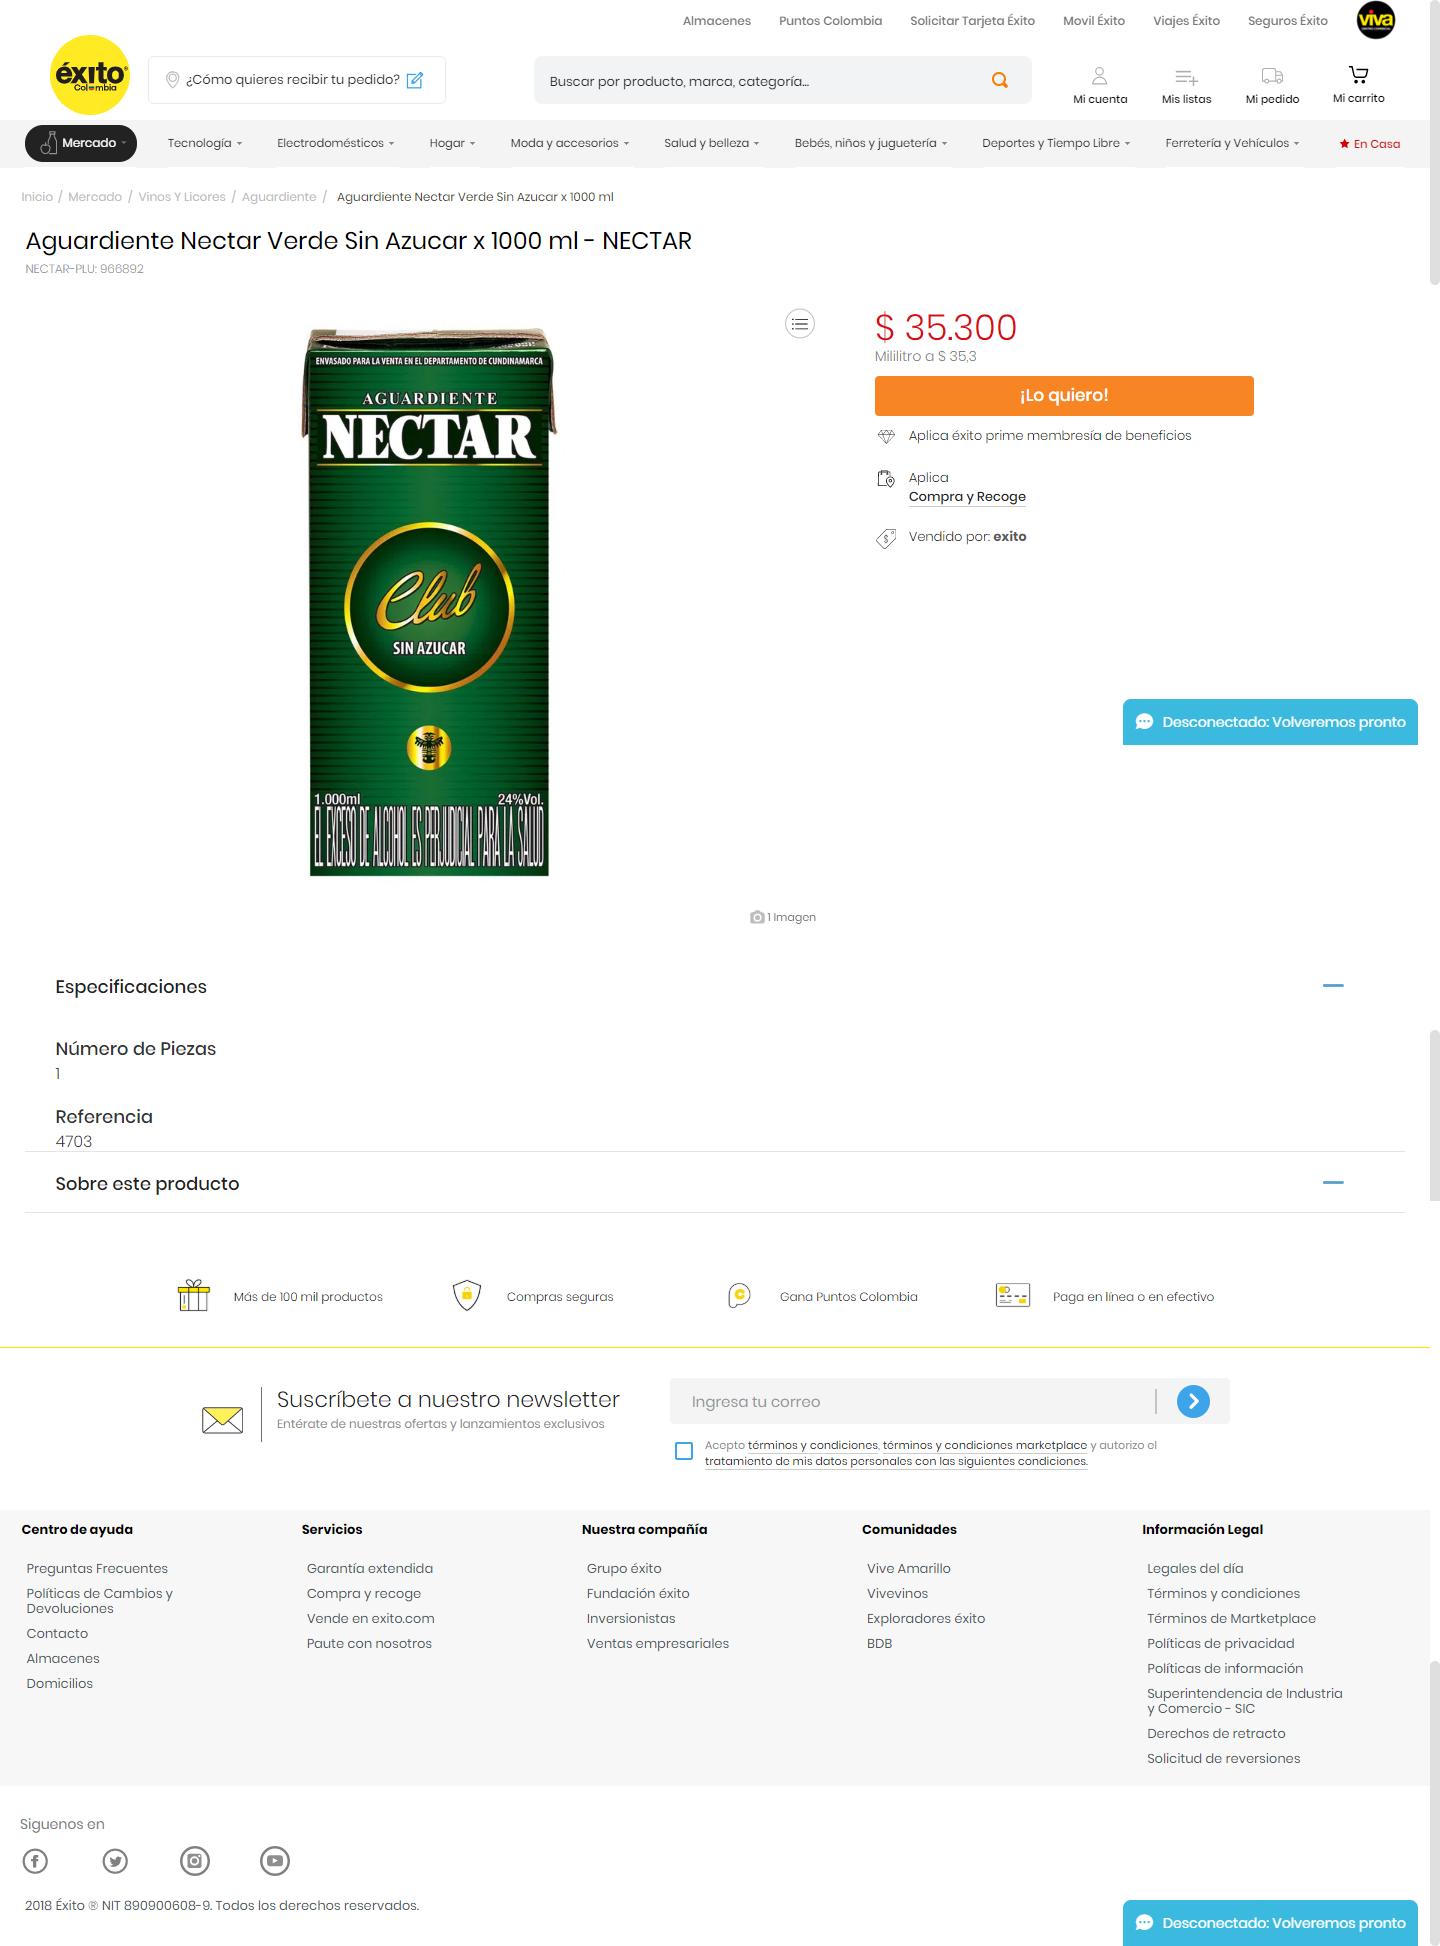 Almacenes Puntos Colombia Solicitar Tarjeta Éxito Movil Éxito Viajes Éxito Seguros Éxito viva
éxito
Colombia
¿Cómo quieres recibir tu pedido?
Buscar por producto, marca, categoría...
Mi cuenta Mis listas Mi pedido Mi carrito
Mercado Tecnología Electrodomésticos Hogar Moda y accesorios Salud y belleza Bebés, niños y juguetería Deportes y Tiempo Libre Ferretería y Vehículos En Casa
Inicio / Mercado / Vinos Y Licores / Aguardiente / Aguardiente Nectar Verde Sin Azucar x 1000 ml
Aguardiente Nectar Verde Sin Azucar x 1000 ml - NECTAR
NECTAR-PLU: 966892
ENVASADO PARA LA VENTA EN EL DEPARTAMENTO DE CUNDINAMARCA
AGUARDIENTE
NECTAR
Club
SIN AZUCAR
1.000ml 24%Vol.
EL EXCESO DE ALCOHOL ES PERJUDICIAL PARA LA SALUD
1 Imagen
$ 35.300
Mililitro a $ 35,3
¡Lo quiero!
Aplica éxito prime membresía de beneficios
Aplica
Compra y Recoge
Vendido por: exito
Desconectado: Volveremos pronto
Especificaciones
Número de Piezas
1
Referencia
4703
Sobre este producto
Más de 100 mil productos Compras seguras Gana Puntos Colombia Paga en línea o en efectivo
Suscríbete a nuestro newsletter
Entérate de nuestras ofertas y lanzamientos exclusivos
Ingresa tu correo
Acepto términos y condiciones, términos y condiciones marketplace y autorizo el
tratamiento de mis datos personales con las siguientes condiciones.
Centro de ayuda
Preguntas Frecuentes
Políticas de Cambios y
Devoluciones
Contacto
Almacenes
Domicilios
Servicios
Garantía extendida
Compra y recoge
Vende en exito.com
Paute con nosotros
Nuestra compañía
Grupo éxito
Fundación éxito
Inversionistas
Ventas empresariales
Comunidades
Vive Amarillo
Vivevinos
Exploradores éxito
BDB
Información Legal
Legales del día
Términos y condiciones
Términos de Martketplace
Políticas de privacidad
Políticas de información
Superintendencia de Industria
y Comercio - SIC
Derechos de retracto
Solicitud de reversiones
Siguenos en
2018 Éxito ® NIT 890900608-9. Todos los derechos reservados.
Desconectado: Volveremos pronto